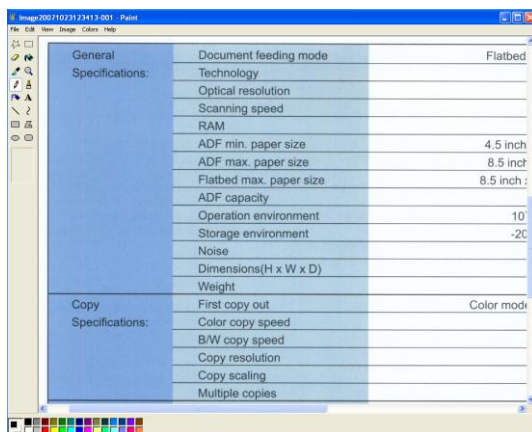 Image20071023123413-001 - Paint
File Edit View Image Colors Help
General Document feeding mode Flatbed
Specifications: Technology
Optical resolution
Scanning speed
RAM
ADF min. paper size 4.5 inch
ADF max. paper size 8.5 inch
Flatbed max. paper size 8.5 inch
ADF capacity
Operation environment 10
Storage environment -20
Noise
Dimensions(H x W x D)
Weight
Copy First copy out Color mode
Specifications: Color copy speed
B/W copy speed
Copy resolution
Copy scaling
Multiple copies